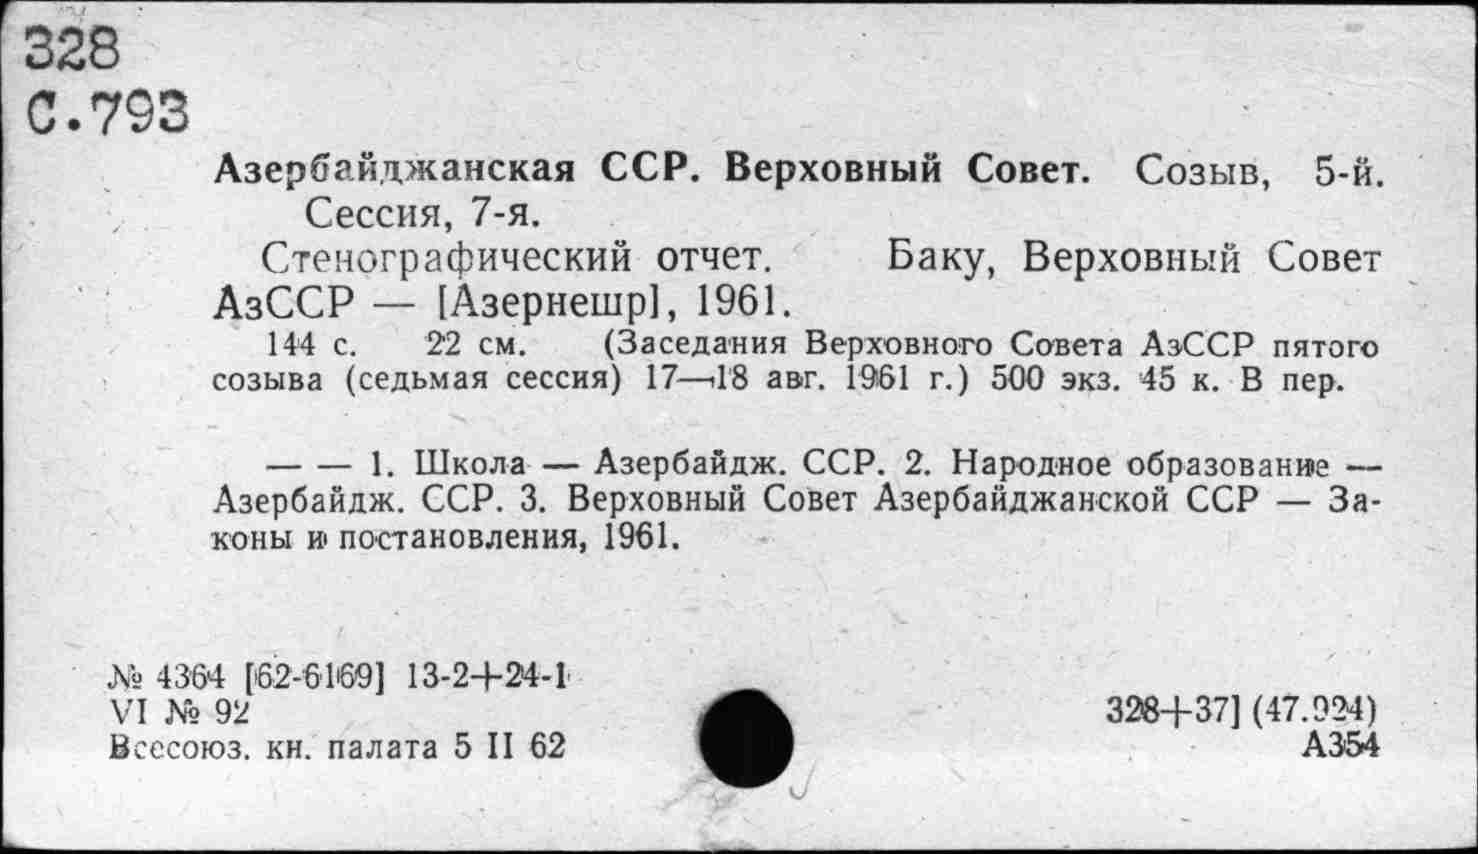 328
С.793
Азербайджанская ССР. Верховный Совет. Созыв, 5-й.
Сессия, 7-я.
Стенографический отчет. Баку, Верховный Совет
АзССР — [Азернешр], 1961.
144 с. 22 см. (Заседания Верховного Совета АзССР пятого
созыва (седьмая сессия) 17—18 авг. 1961 г.) 500 экз. 45 к. В пер.
— — 1. Школа — Азербайдж. ССР. 2. Народное образование —
Азербайдж. ССР. 3. Верховный Совет Азербайджанской ССР — За-
коны и постановления, 1961.
№ 4364 [62-6169] 13-2+24-1
VI № 92
Всесоюз. кн. палата 5 II 62
328+37] (47.924)
А354